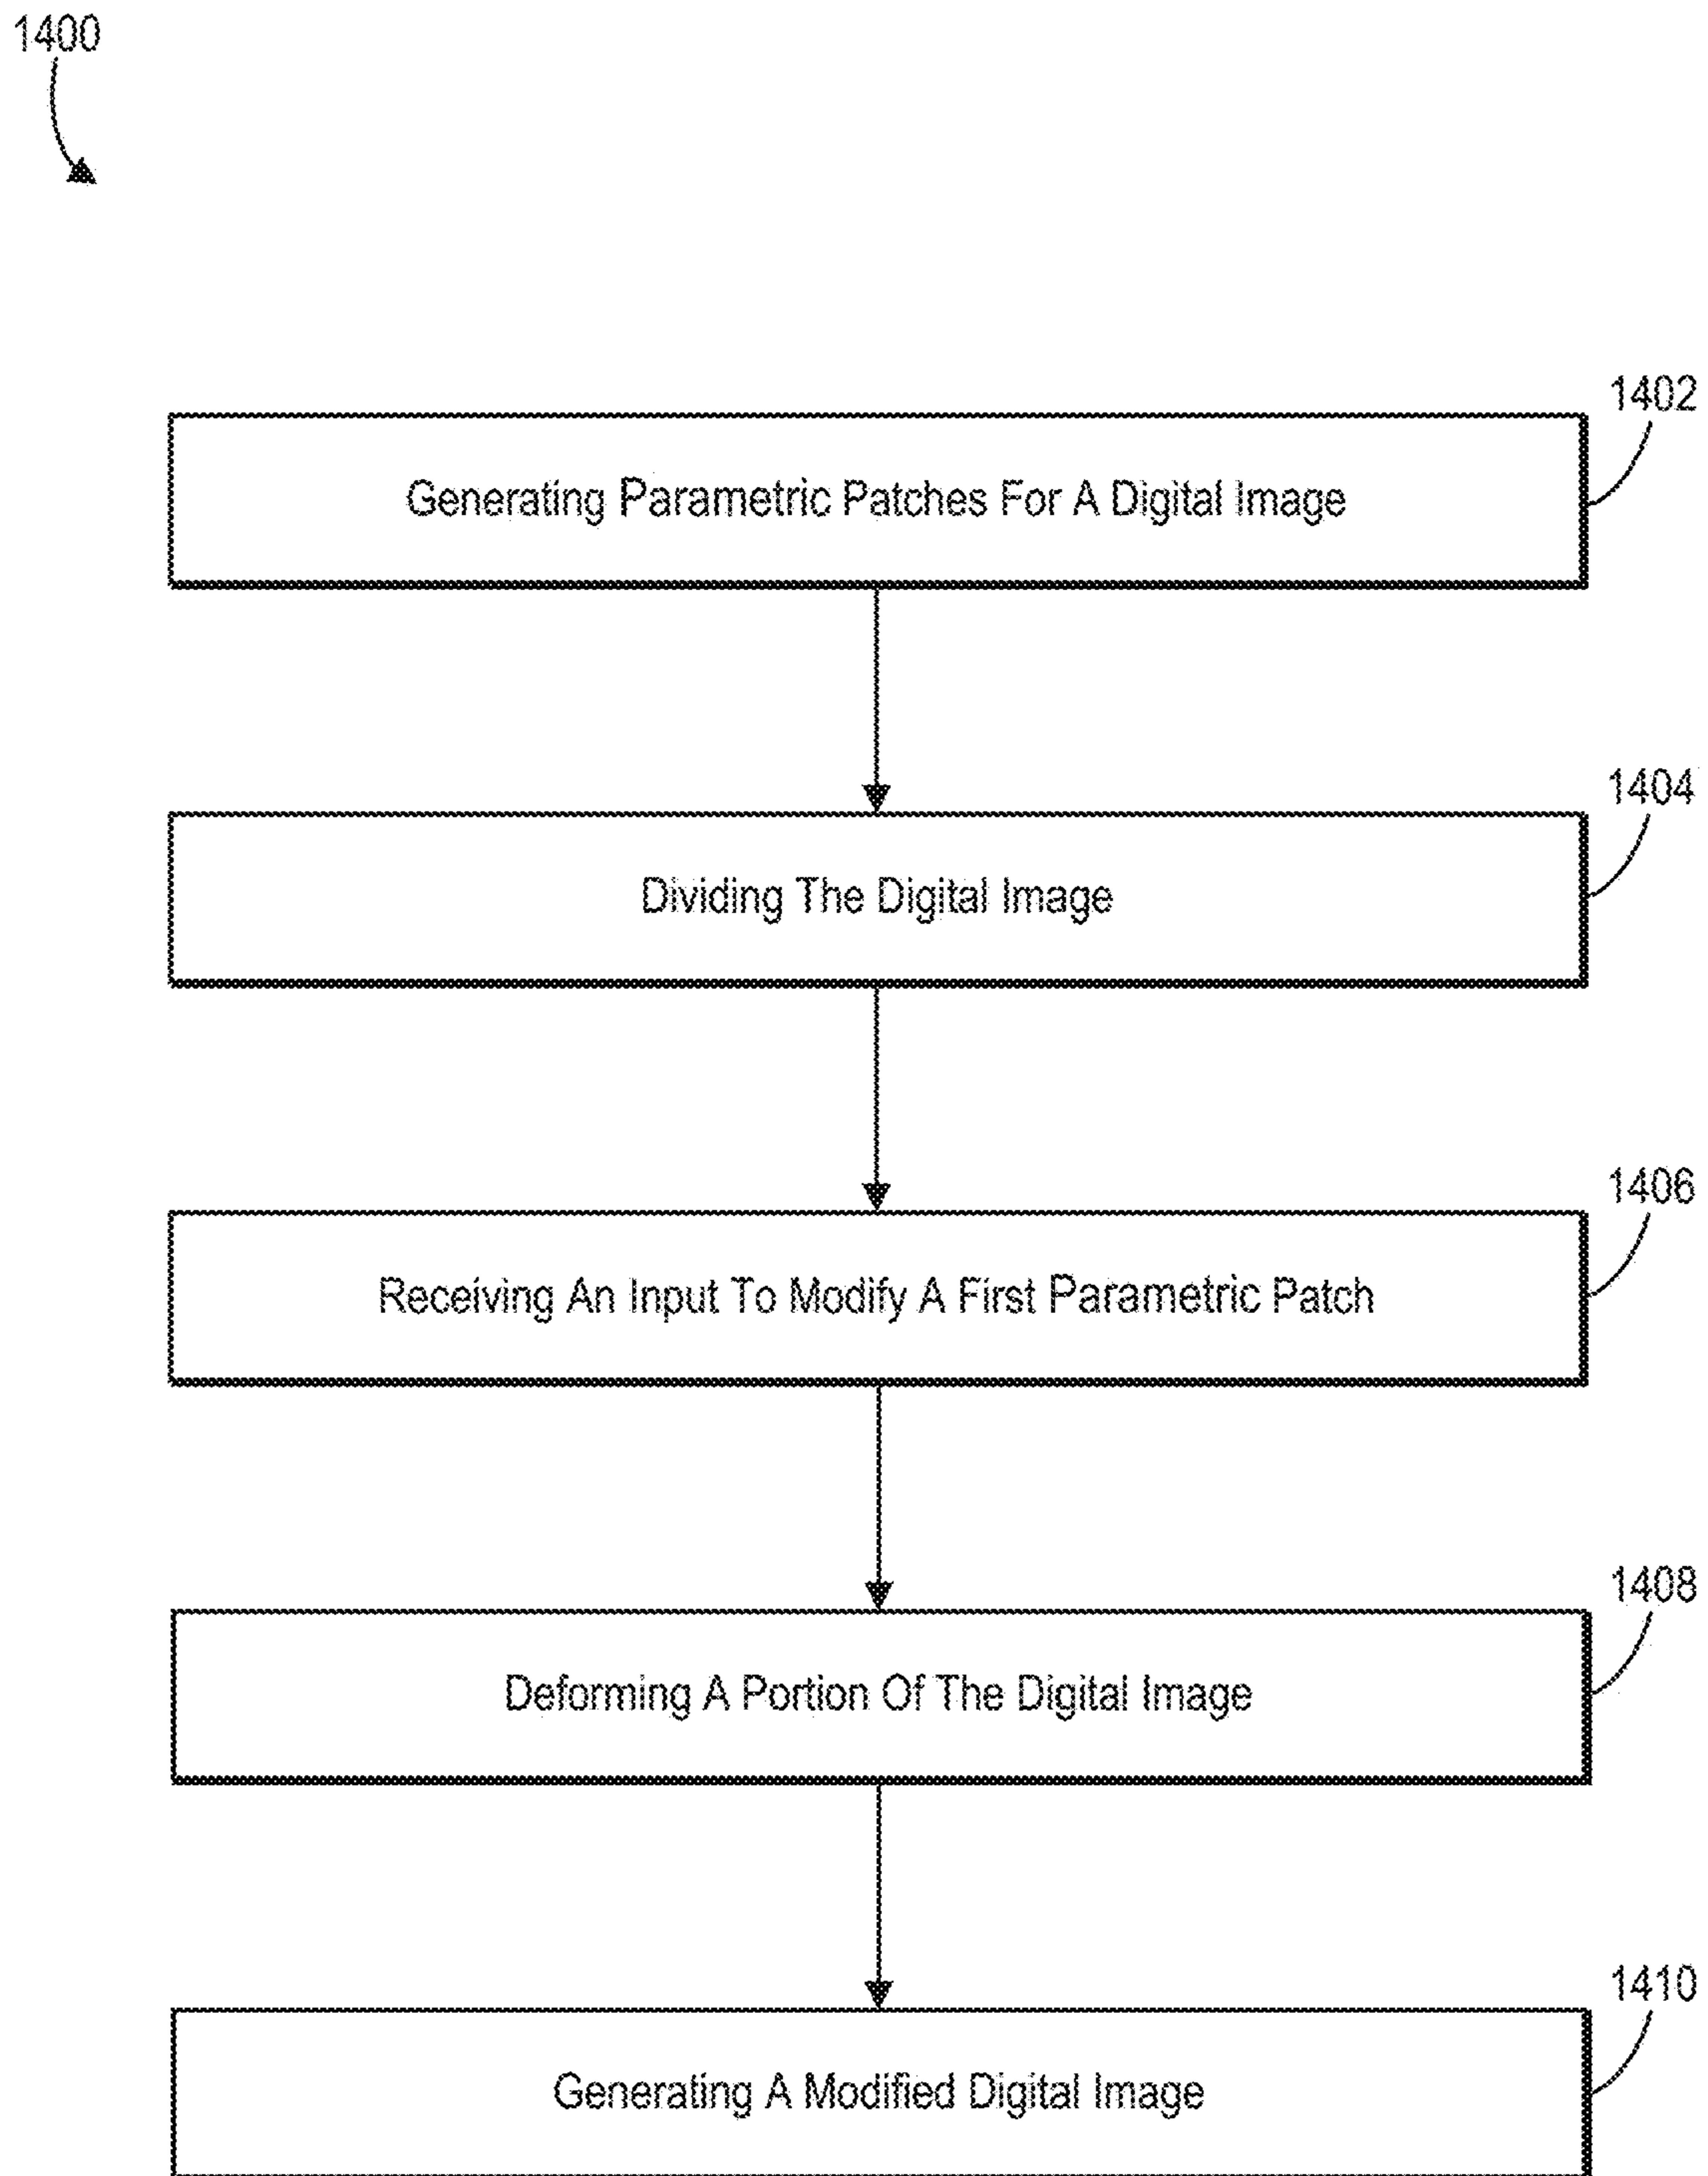 1400
1402
Generating Parametric Patches For A Digital Image
1404
Dividing The Digital Image
1406
Receiving An Input To Modify A First Parametric Patch
1408
Deforming A Portion Of The Digital Image
1410
Generating A Modified Digital Image